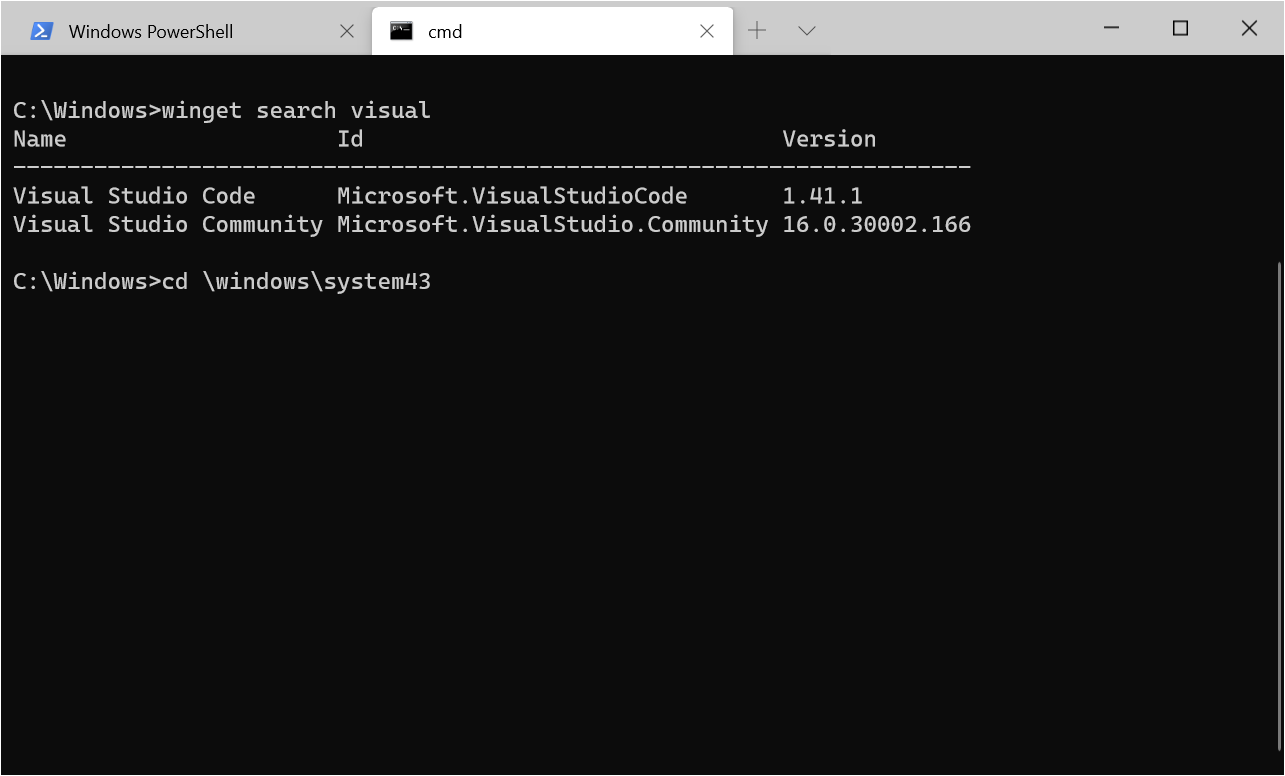 Windows PowerShell cmd
C:\Windows>winget search visual
Name Id Version
-----------------------------------------------------------------------
Visual Studio Code Microsoft.VisualStudioCode 1.41.1
Visual Studio Community Microsoft.VisualStudio.Community 16.0.30002.166
C:\Windows>cd \windows\system43